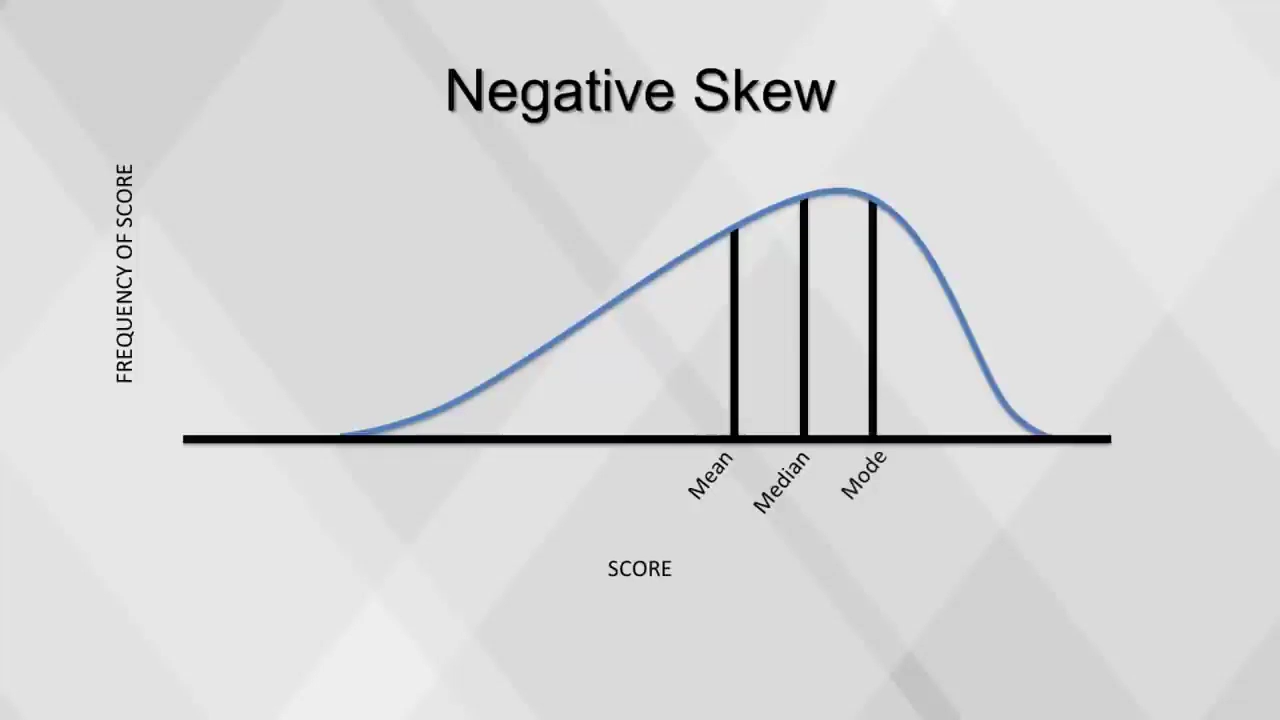 Negative Skew
FREQUENCY OF SCORE
Mean
Median
Mode
SCORE